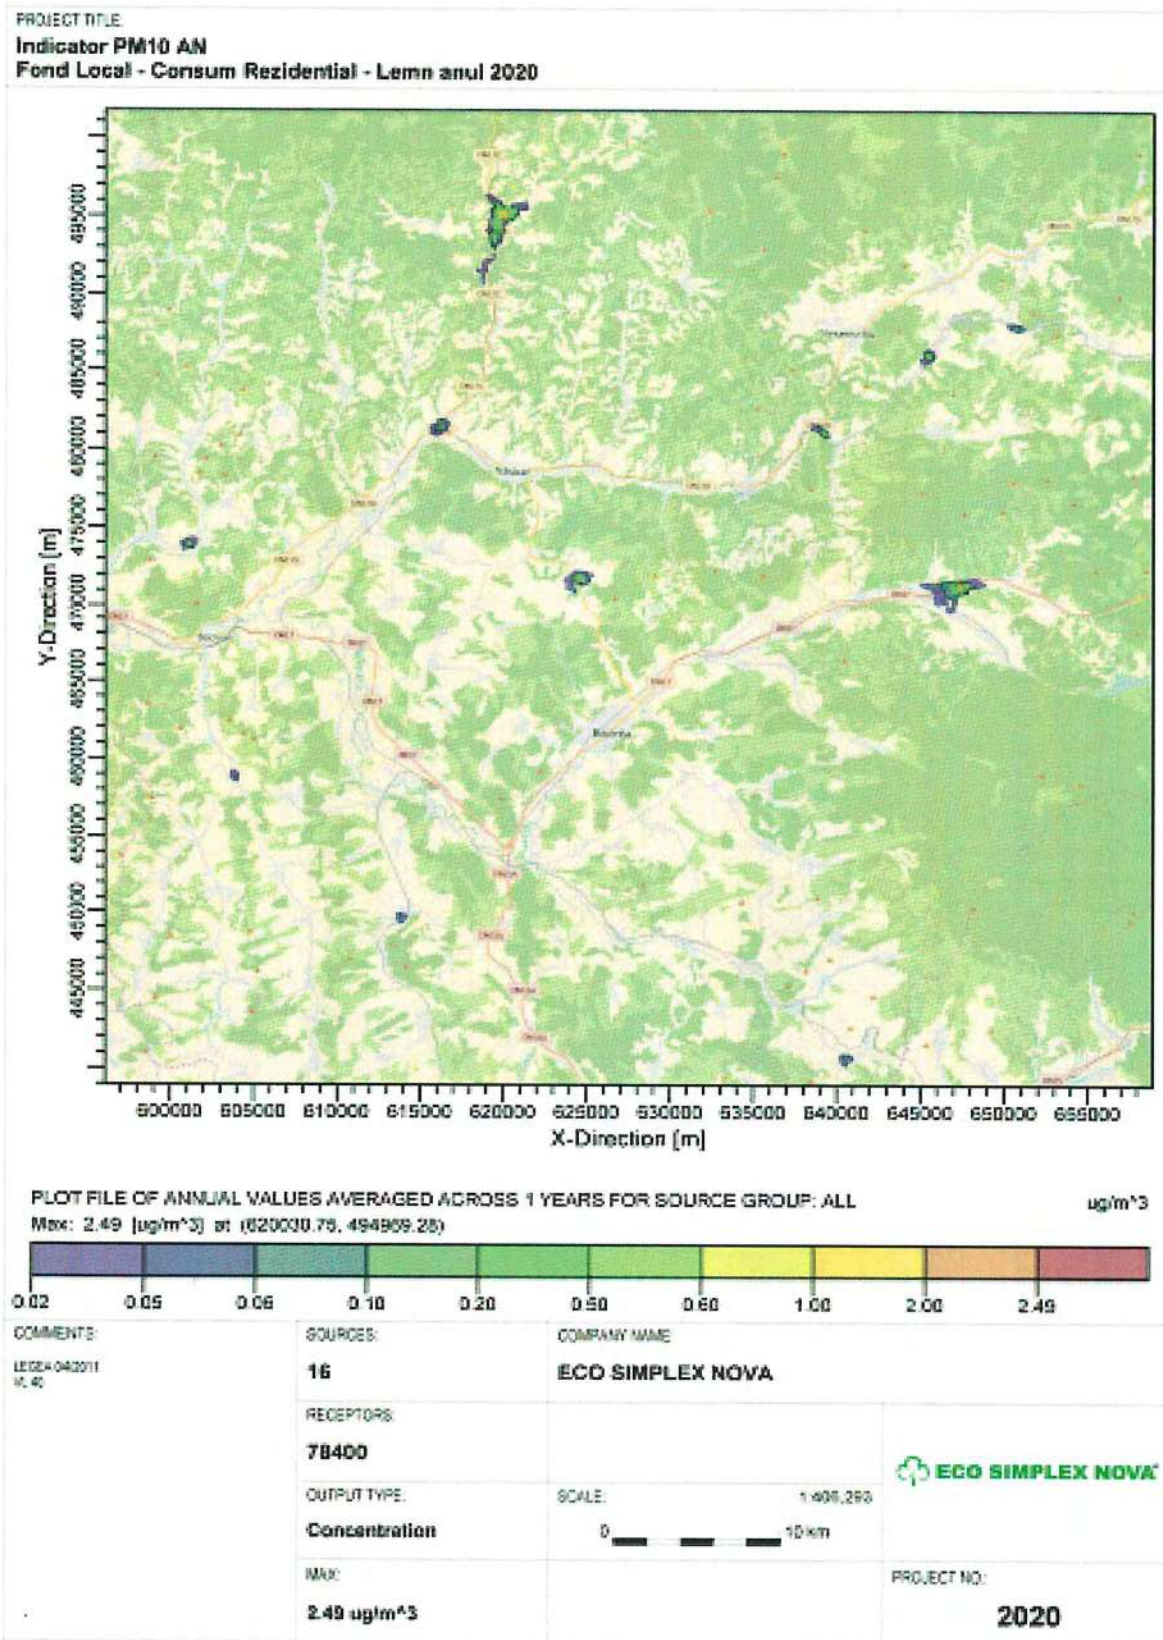 PROJECT TITLE:
Indicator PM10 AN
Fond Local - Consum Rezidential - Lemn anul 2020
Y-Direction [m]
495000
490000
485000
480000
475000
470000
465000
460000
455000
450000
445000
600000 605000 610000 615000 620000 625000 630000 635000 640000 645000 650000 655000
X-Direction [m]
PLOT FILE OF ANNUAL VALUES AVERAGED ACROSS 1 YEARS FOR SOURCE GROUP: ALL
ug/m^3
Max: 2.49 [ug/m^3] at (620030.75, 494969.28)
0.02 0.05 0.06 0.10 0.20 0.50 0.60 1.00 2.00 2.49
COMMENTS:
SOURCES:
16
COMPANY NAME:
ECO SIMPLEX NOVA
RECEPTORS:
78400
ECO SIMPLEX NOVA
OUTPUT TYPE:
Concentration
SCALE:
0 10 km
MAX:
2.49 ug/m^3
PROJECT NO.:
2020